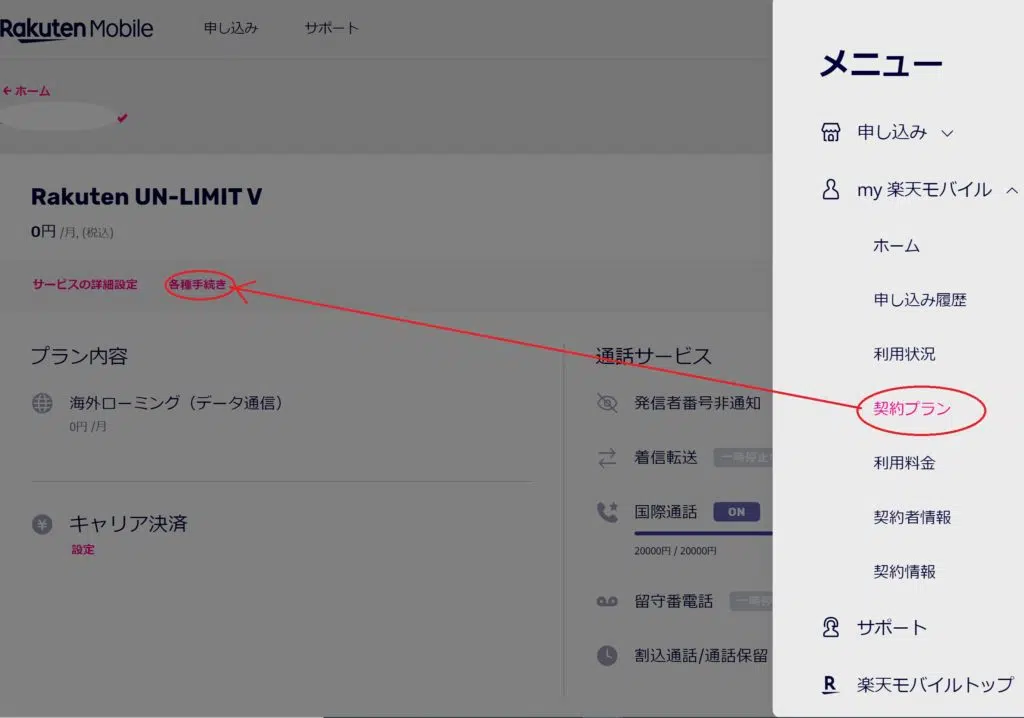 Rakuten Mobile 申し込み サポート
ホーム
Rakuten UN-LIMIT V
0円 /月, (税込)
サービスの詳細設定 各種手続き
プラン内容
海外ローミング（データ通信）
0円 /月
キャリア決済
設定
通話サービス
発信者番号非通知
着信転送
国際通話 ON
20000円 / 20000円
留守番電話
割込通話/通話保留
メニュー
申し込み
my 楽天モバイル
ホーム
申し込み履歴
利用状況
契約プラン
利用料金
契約者情報
契約情報
サポート
R 楽天モバイルトップ